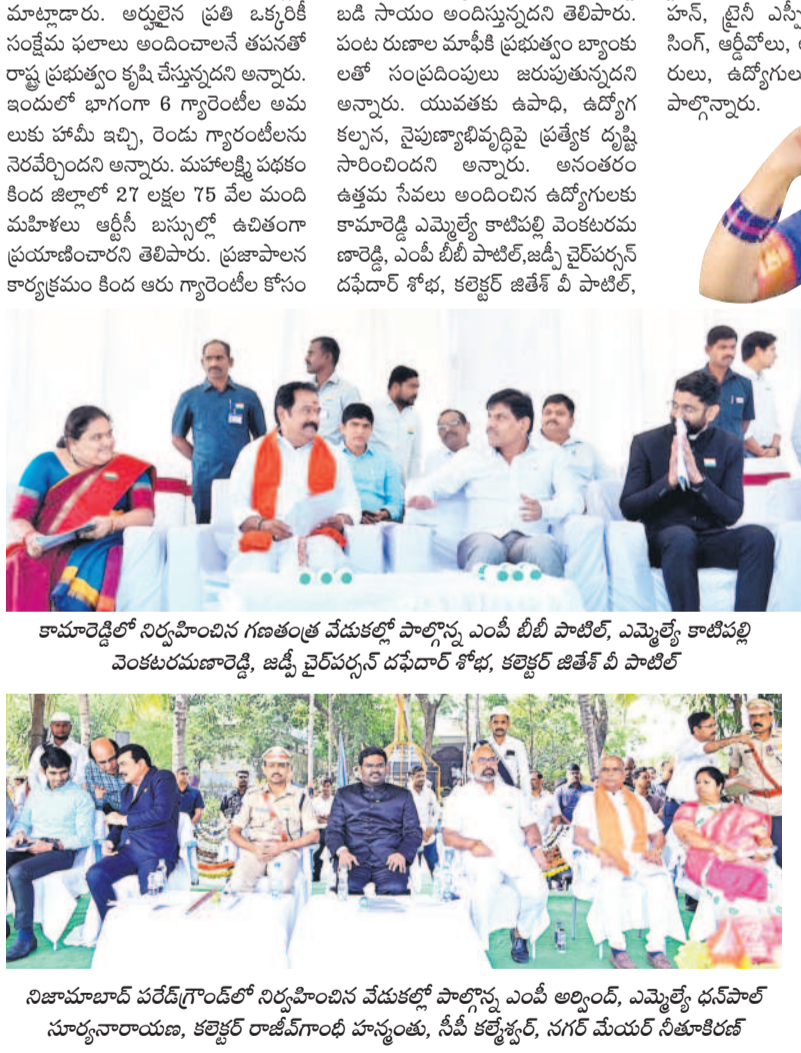 మాట్లాడారు. అర్హులైన ప్రతి ఒక్కరికీ
సంక్షేమ ఫలాలు అందించాలనే తపనతో
రాష్ట్ర ప్రభుత్వం కృషి చేస్తున్నదని అన్నారు.
ఇందులో భాగంగా 6 గ్యారెంటీల అమ
లుకు హామీ ఇచ్చి, రెండు గ్యారంటీలను
నెరవేర్చిందని అన్నారు. మహాలక్ష్మి పథకం
కింద జిల్లాలో 27 లక్షల 75 వేల మంది
మహిళలు ఆర్టీసీ బస్సుల్లో ఉచితంగా
ప్రయాణించారని తెలిపారు. ప్రజాపాలన
కార్యక్రమం కింద ఆరు గ్యారెంటీల కోసం
బడి సాయం అందిస్తున్నదని తెలిపారు.
పంట రుణాల మాఫీకి ప్రభుత్వం బ్యాంకు
లతో సంప్రదింపులు జరుపుతున్నదని
అన్నారు. యువతకు ఉపాధి, ఉద్యోగ
కల్పన, నైపుణ్యాభివృద్ధిపై ప్రత్యేక దృష్టి
సారించిందని అన్నారు. అనంతరం
ఉత్తమ సేవలు అందించిన ఉద్యోగులకు
కామారెడ్డి ఎమ్మెల్యే కాటిపల్లి వెంకటరమ
ణారెడ్డి, ఎంపీ బీబీ పాటిల్,జడ్పీ చైర్‌పర్సన్
దఫేదార్ శోభ, కలెక్టర్ జితేశ్ వీ పాటిల్,
హన్, ట్రైనీ ఎస్పీ
సింగ్, ఆర్డీవోలు,
రులు, ఉద్యోగుల
పాల్గొన్నారు.
కామారెడ్డిలో నిర్వహించిన గణతంత్ర వేడుకల్లో పాల్గొన్న ఎంపీ బీబీ పాటిల్, ఎమ్మెల్యే కాటిపల్లి
వెంకటరమణారెడ్డి, జడ్పీ చైర్‌పర్సన్ దఫేదార్ శోభ, కలెక్టర్ జితేశ్ వీ పాటిల్
నిజామాబాద్ పరేడ్‌గ్రౌండ్‌లో నిర్వహించిన వేడుకల్లో పాల్గొన్న ఎంపీ అర్వింద్, ఎమ్మెల్యే ధన్‌పాల్
సూర్యనారాయణ, కలెక్టర్ రాజీవ్‌గాంధీ హన్మంతు, సీపీ కల్మేశ్వర్, నగర్ మేయర్ నీతూకిరణ్